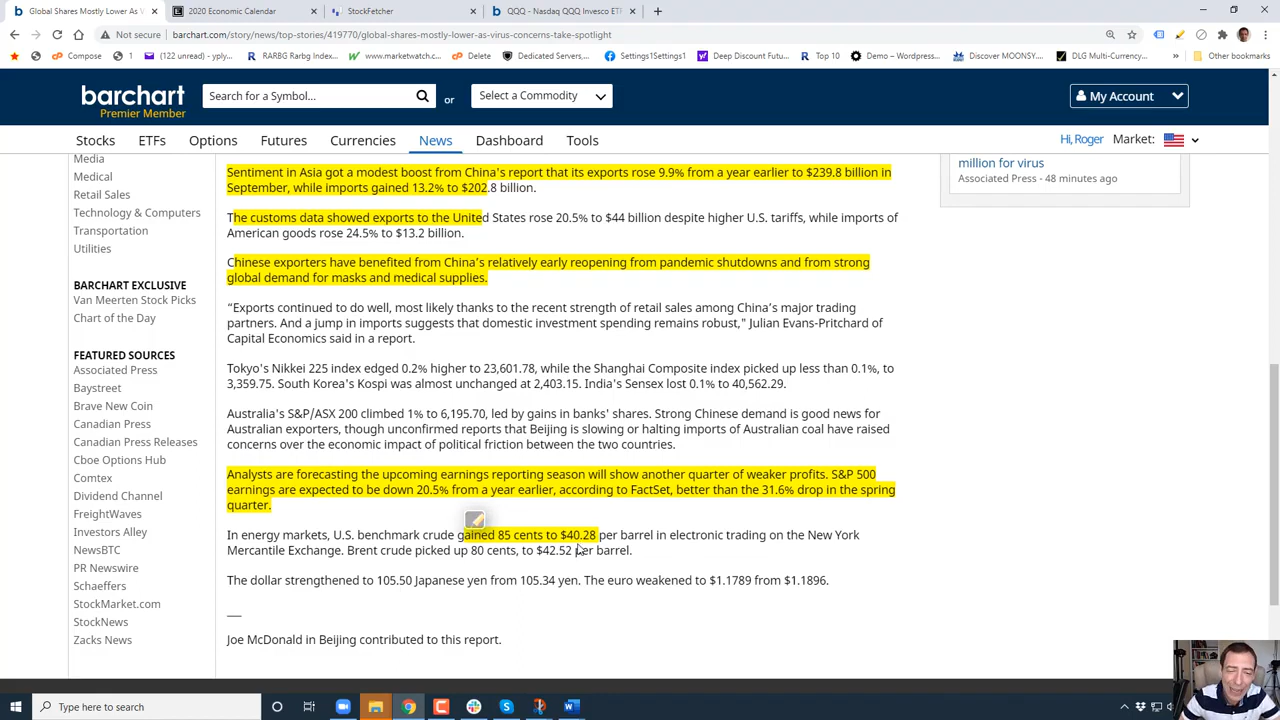 Global Shares Mostly Lower As V
2020 Economic Calendar
StockFetcher
QQQ - Nasdaq QQQ Invesco ETF
Not secure
barchart.com/story/news/top-stories/419770/global-shares-mostly-lower-as-virus-concerns-take-spotlight
Compose
1
(122 unread) - yply...
RARBG Rarbg Index...
www.marketwatch...
Delete
Dedicated Servers,...
Settings1Settings1
Deep Discount Futu...
Top 10
Demo – Wordpress...
Discover MOONSY...
DLG Multi-Currency...
Other bookmarks
barchart
Premier Member
Search for a Symbol...
or
Select a Commodity
My Account
Stocks
ETFs
Options
Futures
Currencies
News
Dashboard
Tools
Hi, Roger
Market:
Media
Medical
Retail Sales
Technology & Computers
Transportation
Utilities
BARCHART EXCLUSIVE
Van Meerten Stock Picks
Chart of the Day
FEATURED SOURCES
Associated Press
Baystreet
Brave New Coin
Canadian Press
Canadian Press Releases
Cboe Options Hub
Comtex
Dividend Channel
FreightWaves
Investors Alley
NewsBTC
PR Newswire
Schaeffers
StockMarket.com
StockNews
Zacks News
Sentiment in Asia got a modest boost from China's report that its exports rose 9.9% from a year earlier to $239.8 billion in
September, while imports gained 13.2% to $202.8 billion.
The customs data showed exports to the United States rose 20.5% to $44 billion despite higher U.S. tariffs, while imports of
American goods rose 24.5% to $13.2 billion.
Chinese exporters have benefited from China's relatively early reopening from pandemic shutdowns and from strong
global demand for masks and medical supplies.
“Exports continued to do well, most likely thanks to the recent strength of retail sales among China’s major trading
partners. And a jump in imports suggests that domestic investment spending remains robust," Julian Evans-Pritchard of
Capital Economics said in a report.
Tokyo's Nikkei 225 index edged 0.2% higher to 23,601.78, while the Shanghai Composite index picked up less than 0.1%, to
3,359.75. South Korea's Kospi was almost unchanged at 2,403.15. India's Sensex lost 0.1% to 40,562.29.
Australia's S&P/ASX 200 climbed 1% to 6,195.70, led by gains in banks' shares. Strong Chinese demand is good news for
Australian exporters, though unconfirmed reports that Beijing is slowing or halting imports of Australian coal have raised
concerns over the economic impact of political friction between the two countries.
Analysts are forecasting the upcoming earnings reporting season will show another quarter of weaker profits. S&P 500
earnings are expected to be down 20.5% from a year earlier, according to FactSet, better than the 31.6% drop in the spring
quarter.
In energy markets, U.S. benchmark crude gained 85 cents to $40.28 per barrel in electronic trading on the New York
Mercantile Exchange. Brent crude picked up 80 cents, to $42.52 per barrel.
The dollar strengthened to 105.50 Japanese yen from 105.34 yen. The euro weakened to $1.1789 from $1.1896.
Joe McDonald in Beijing contributed to this report.
million for virus
Associated Press - 48 minutes ago
Type here to search